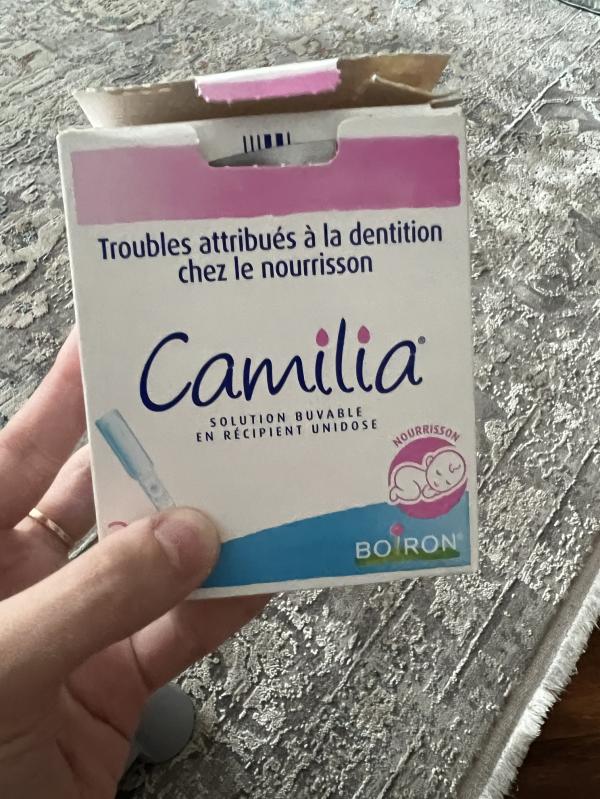 Troubles attribués à la dentition
chez le nourrisson
Camilia®
SOLUTION BUVABLE
EN RÉCIPIENT UNIDOSE
NOURRISSON
BOIRON®